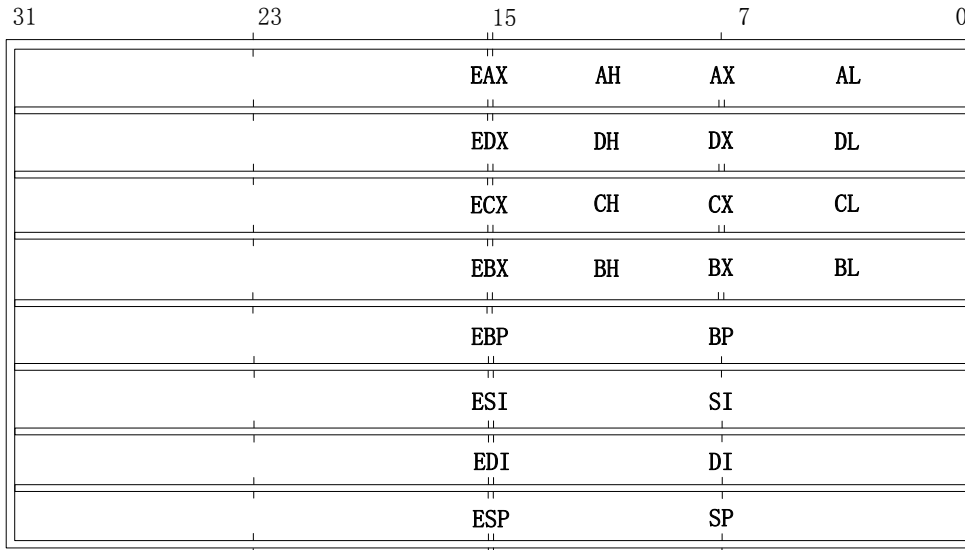 31 23 15 7 0
EAX AH AX AL
EDX DH DX DL
ECX CH CX CL
EBX BH BX BL
EBP BP
ESI SI
EDI DI
ESP SP